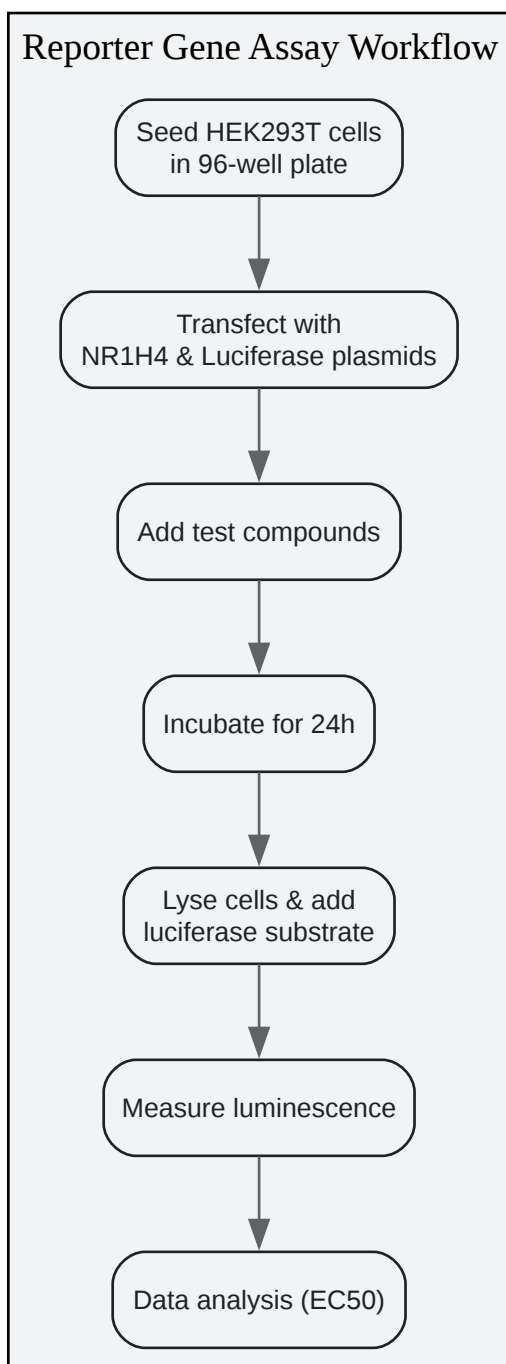 Reporter Gene Assay Workflow
Seed HEK293T cells
in 96-well plate
Transfect with
NR1H4 & Luciferase plasmids
Add test compounds
Incubate for 24h
Lyse cells & add
luciferase substrate
Measure luminescence
Data analysis (EC50)